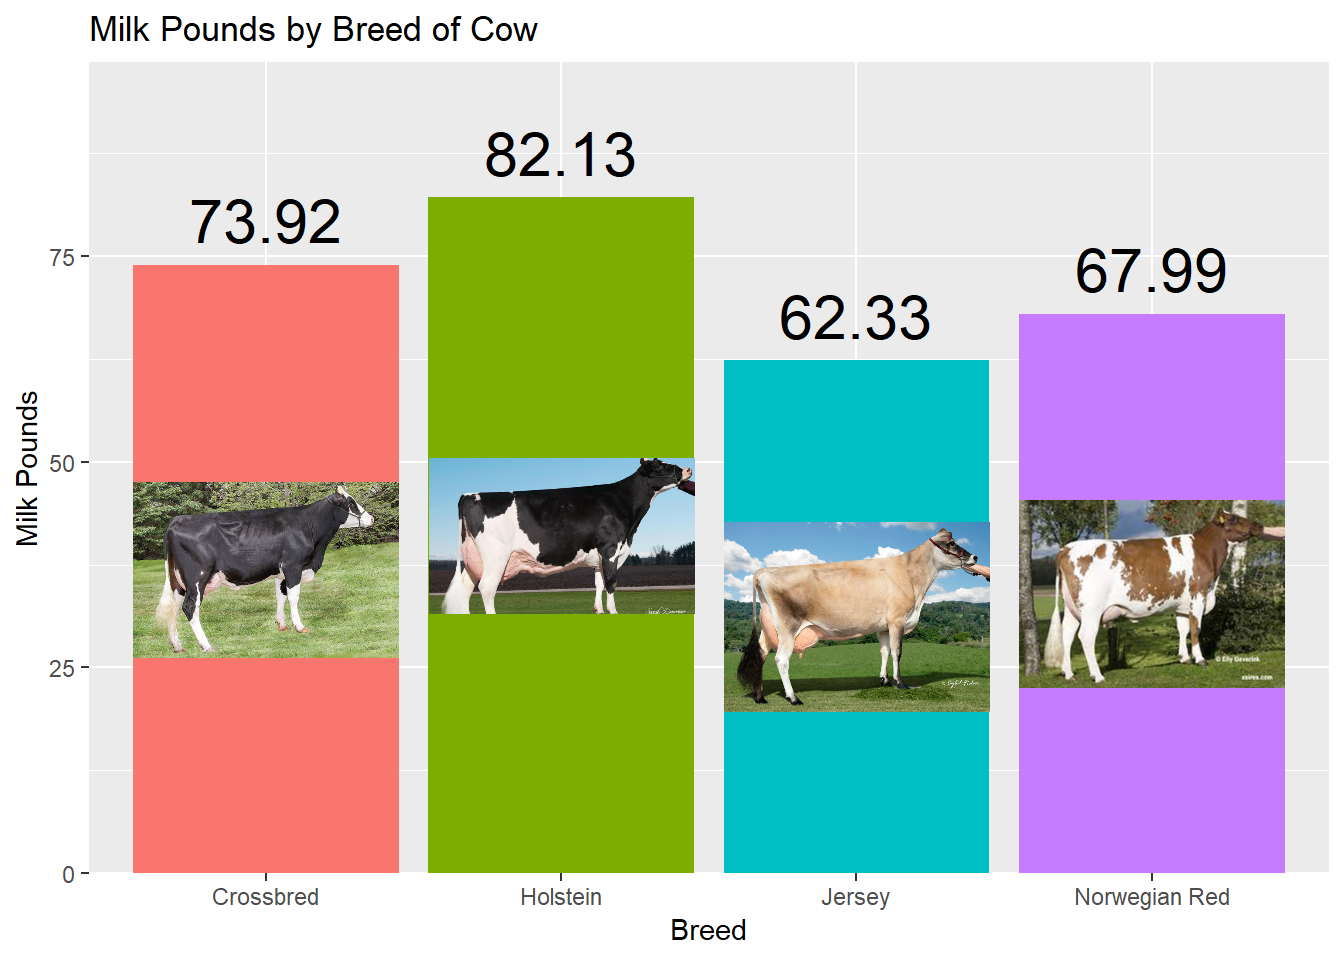 Milk Pounds by Breed of Cow
82.13
73.92
67.99
62.33
75
50
25
0
Milk Pounds
© Elly Geverink
xsires.com
Crossbred
Holstein
Jersey
Norwegian Red
Breed